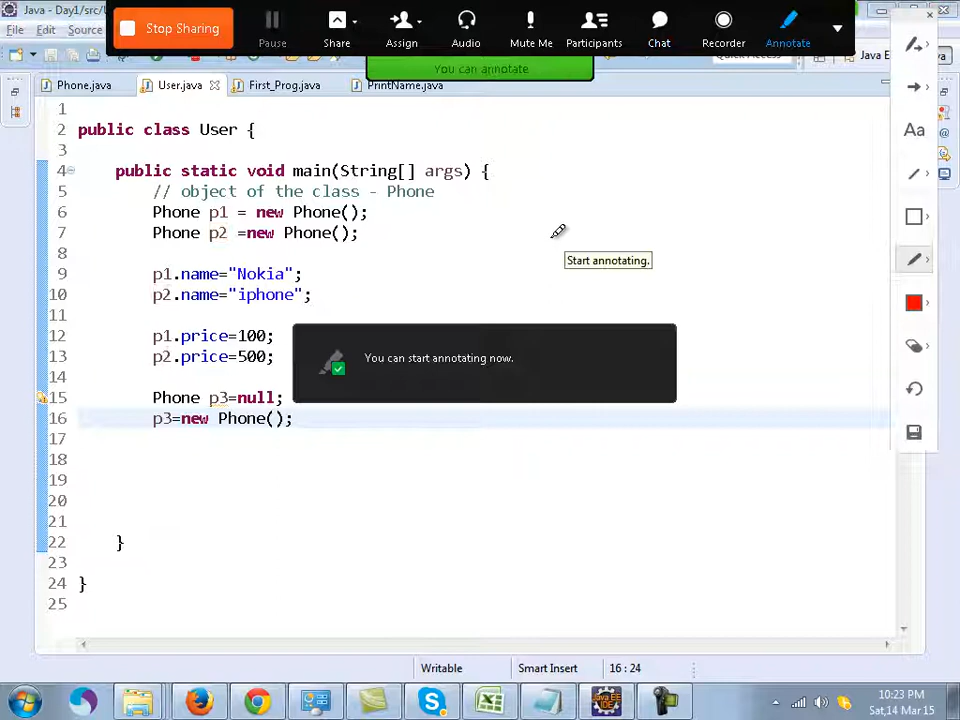 Java - Day1/src/U
File Edit Source
Stop Sharing
Pause
Share
Assign
Audio
Mute Me
Participants
Chat
Recorder
Annotate
You can annotate
Java E
Phone.java
User.java
First_Prog.java
PrintName.java
1
2 public class User {
3
4 public static void main(String[] args) {
5 // object of the class - Phone
6 Phone p1 = new Phone();
7 Phone p2 =new Phone();
8
9 p1.name="Nokia";
10 p2.name="iphone";
11
12 p1.price=100;
13 p2.price=500;
14
15 Phone p3=null;
16 p3=new Phone();
17
18
19
20
21
22 }
23
24 }
25
Start annotating.
You can start annotating now.
Aa
Writable
Smart Insert
16 : 24
Java EE
IDE
10:23 PM
Sat,14 Mar 15